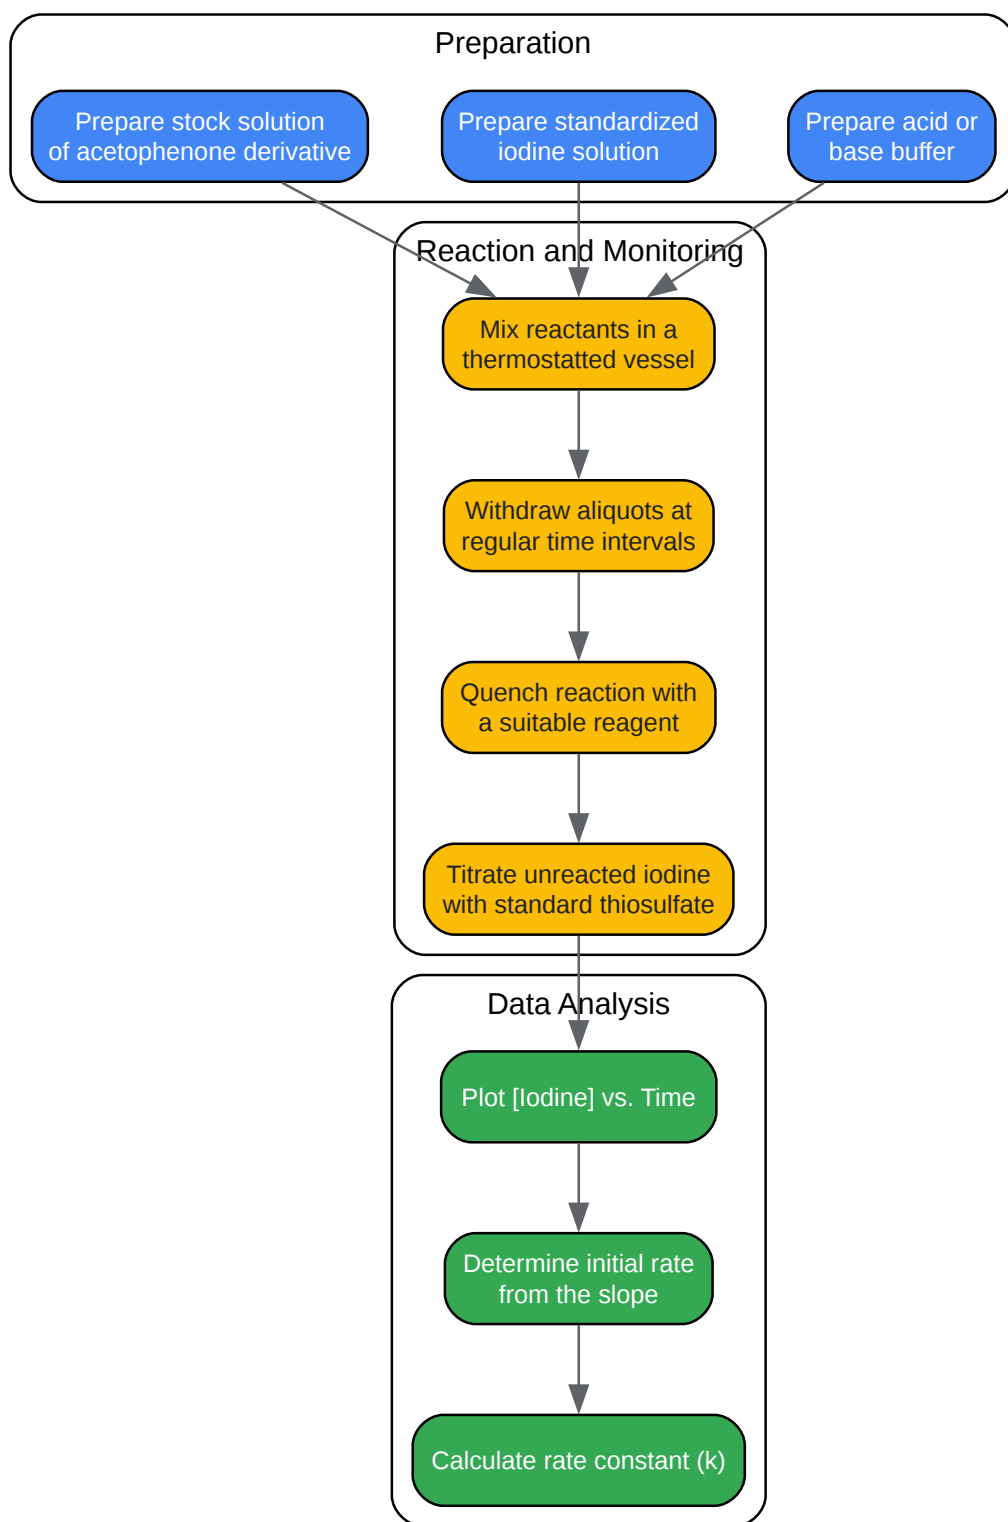 Preparation
Prepare stock solution
of acetophenone derivative
Prepare standardized
iodine solution
Prepare acid or
base buffer
Reaction and Monitoring
Mix reactants in a
thermostatted vessel
Withdraw aliquots at
regular time intervals
Quench reaction with
a suitable reagent
Titrate unreacted iodine
with standard thiosulfate
Data Analysis
Plot [Iodine] vs. Time
Determine initial rate
from the slope
Calculate rate constant (k)